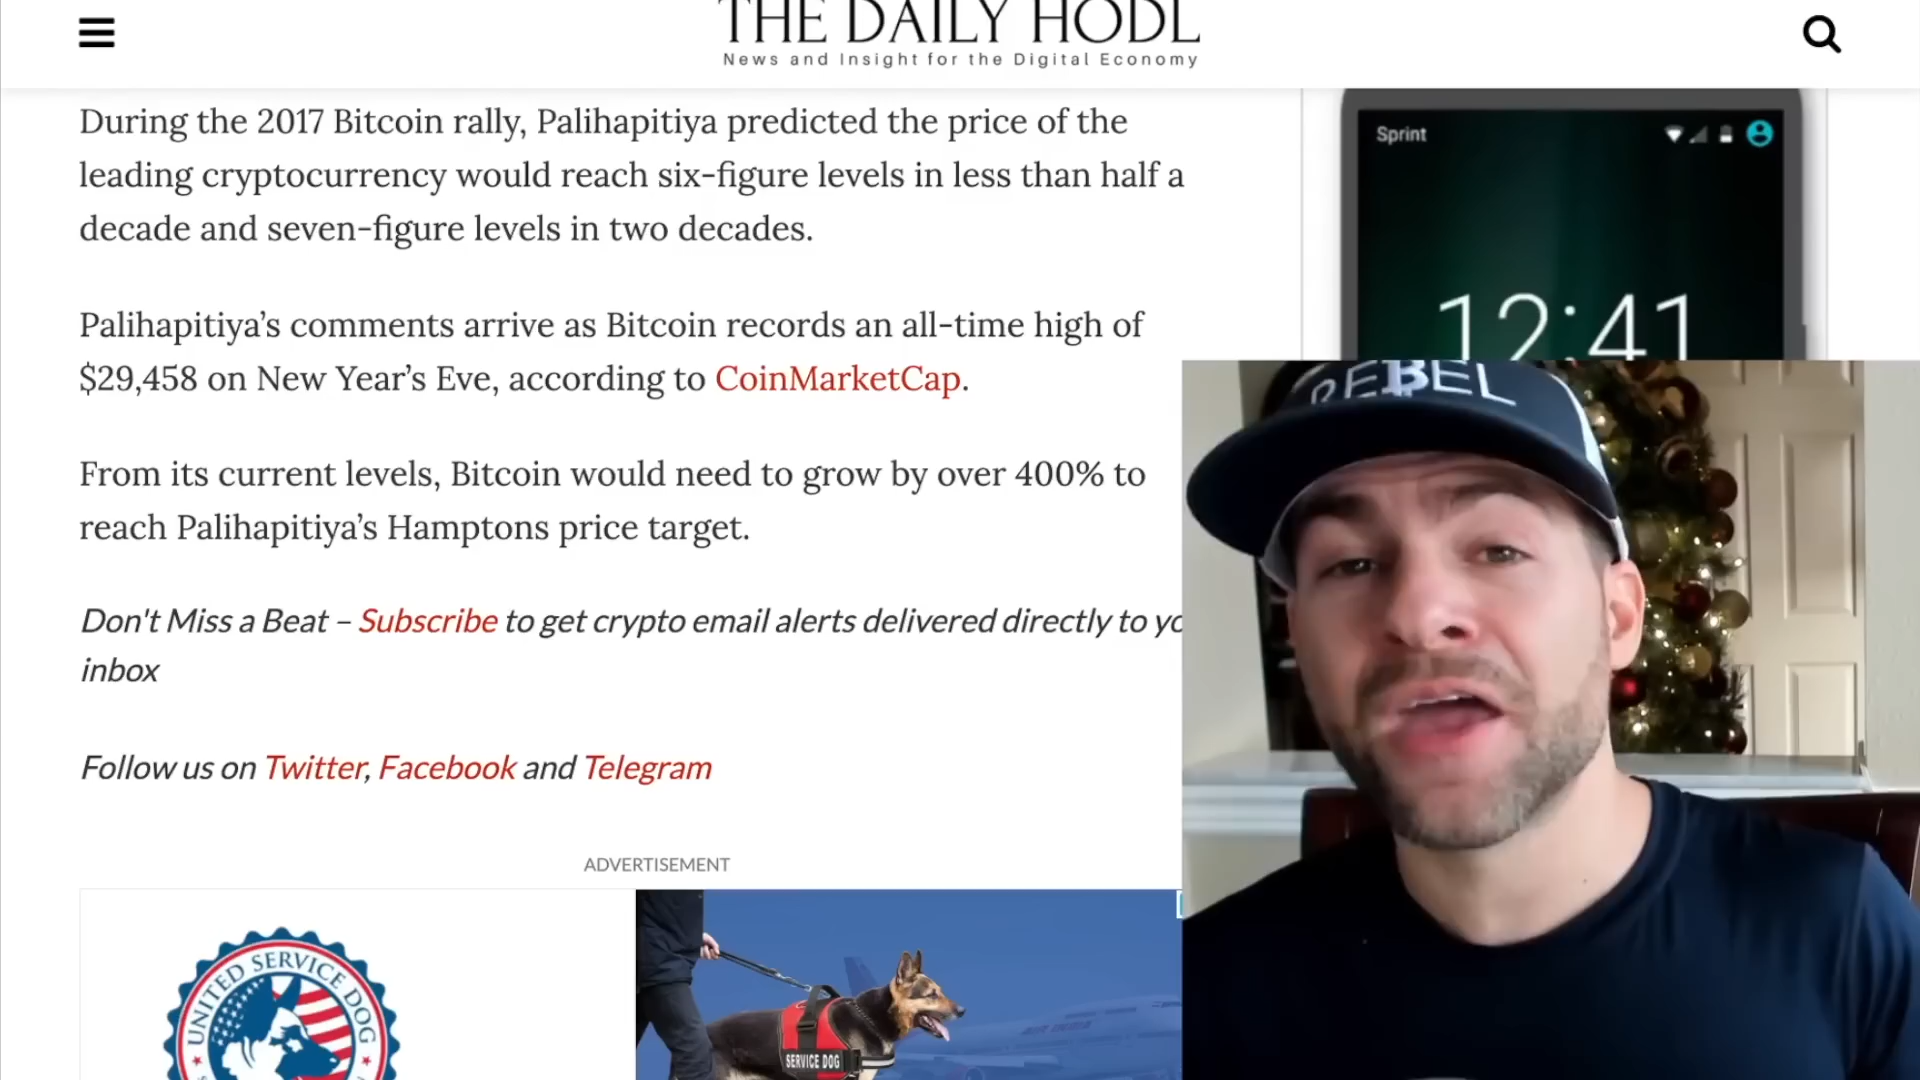 THE DAILY HODL
News and Insight for the Digital Economy
During the 2017 Bitcoin rally, Palihapitiya predicted the price of the
leading cryptocurrency would reach six-figure levels in less than half a
decade and seven-figure levels in two decades.
Palihapitiya’s comments arrive as Bitcoin records an all-time high of
$29,458 on New Year’s Eve, according to CoinMarketCap.
From its current levels, Bitcoin would need to grow by over 400% to
reach Palihapitiya’s Hamptons price target.
Don't Miss a Beat – Subscribe to get crypto email alerts delivered directly to yo
inbox
Follow us on Twitter, Facebook and Telegram
ADVERTISEMENT
UNITED SERVICE DOG
SERVICE DOG
Sprint
12:41
REBEL